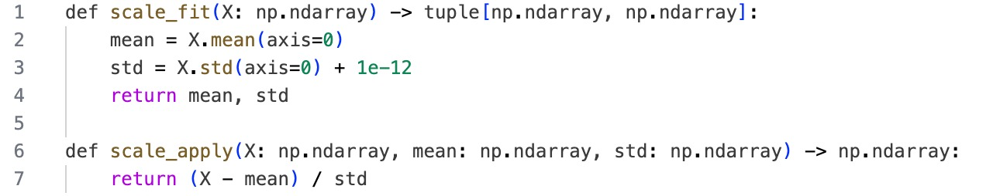 1 def scale_fit(X: np.ndarray) -> tuple[np.ndarray, np.ndarray]:
2     mean = X.mean(axis=0)
3     std = X.std(axis=0) + 1e-12
4     return mean, std
5
6 def scale_apply(X: np.ndarray, mean: np.ndarray, std: np.ndarray) -> np.ndarray:
7     return (X - mean) / std